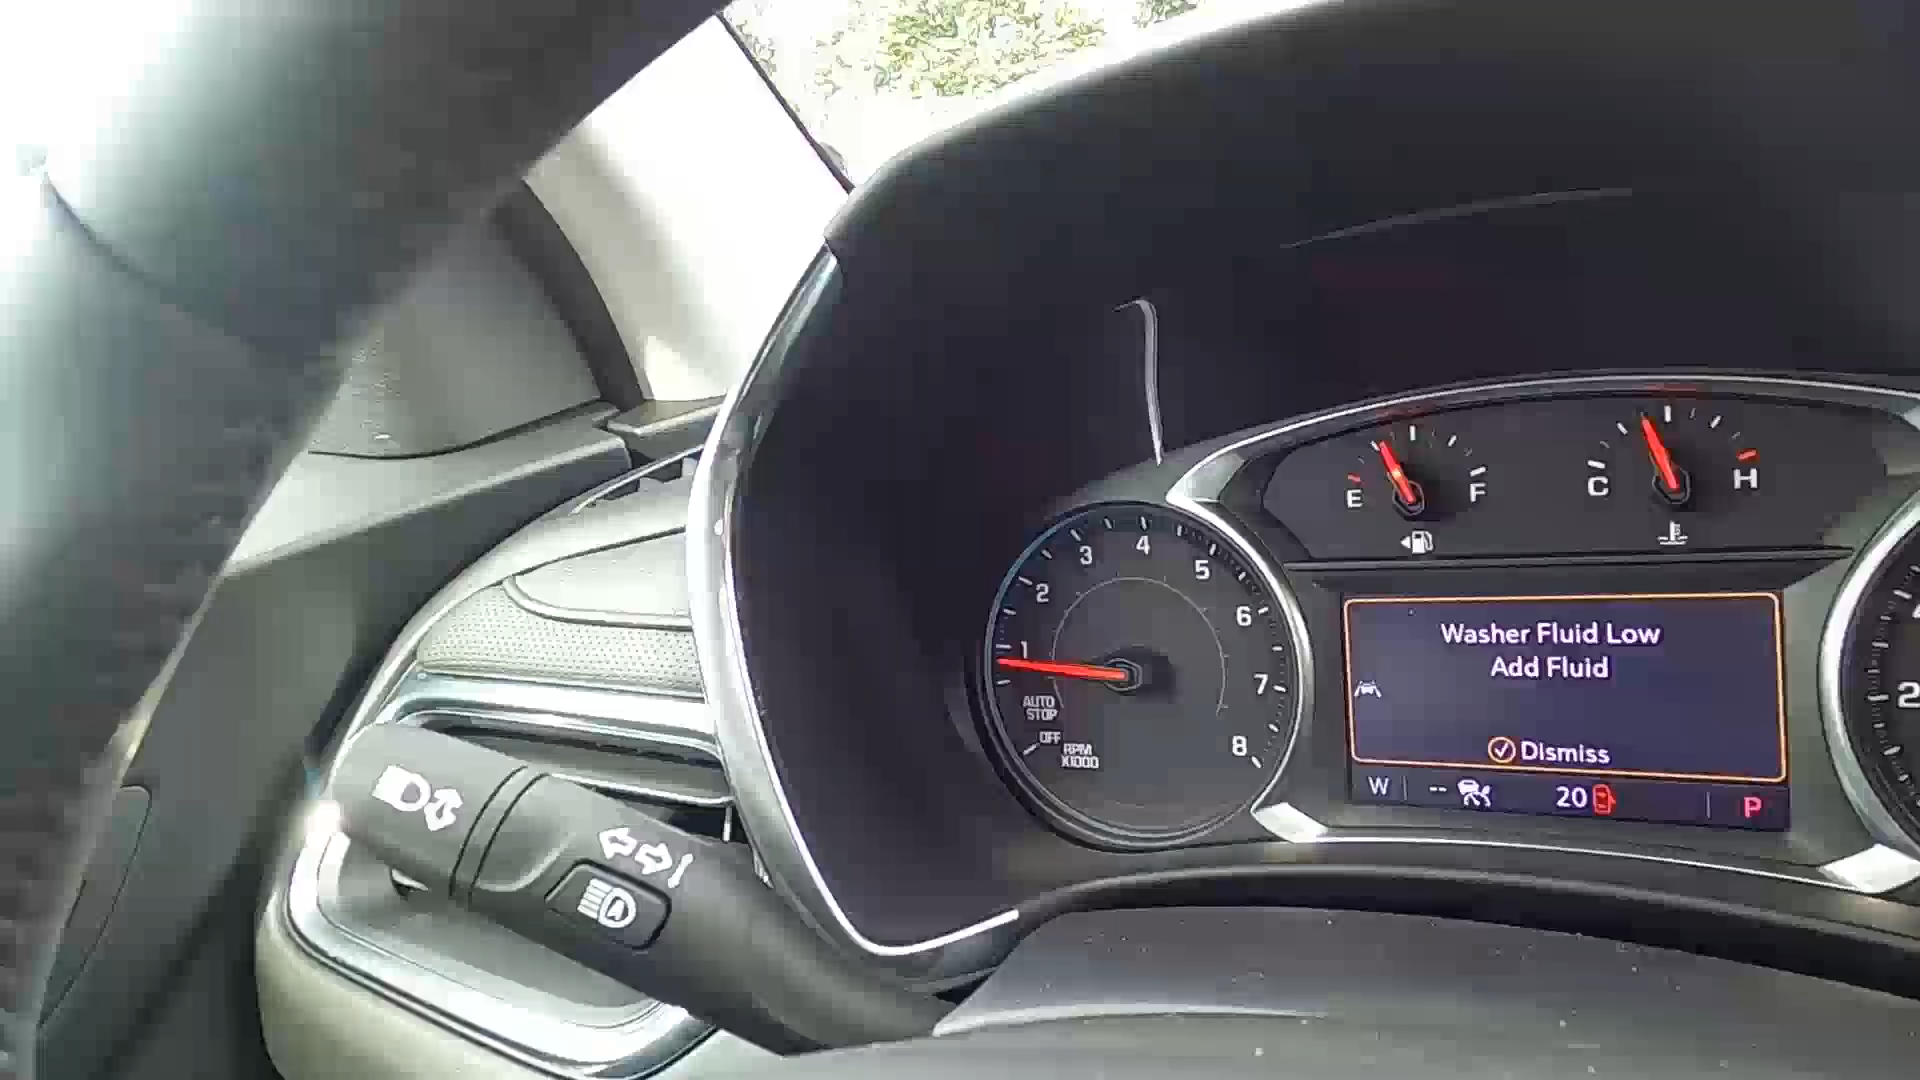 E F
C H
1 2 3 4 5 6 7 8
AUTO
STOP
OFF
RPM
X1000
Washer Fluid Low
Add Fluid
Dismiss
W -- 20 P
2
A